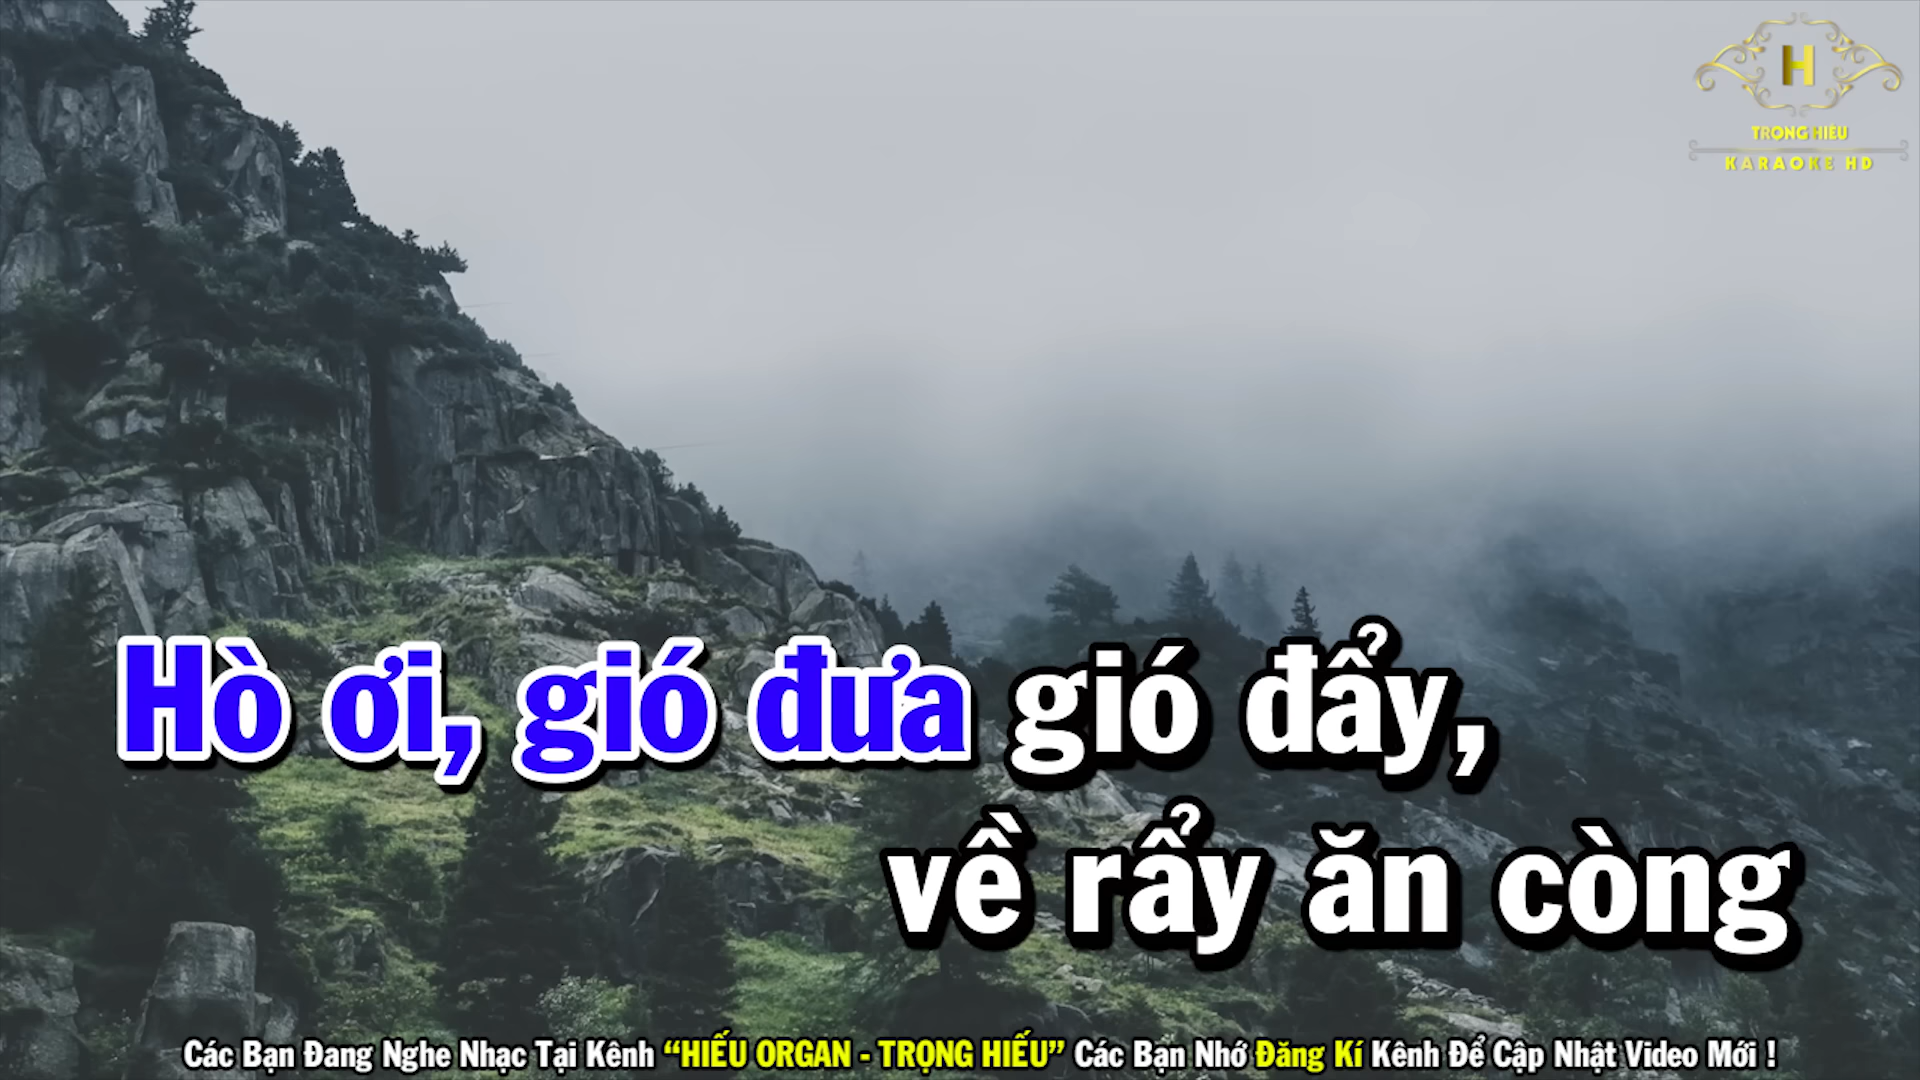 H
TRỌNG HIẾU
KARAOKE HD
Hò ơi, gió đưa gió đẩy,
về rẩy ăn còng
Các Bạn Đang Nghe Nhạc Tại Kênh “HIẾU ORGAN - TRỌNG HIẾU” Các Bạn Nhớ Đăng Kí Kênh Để Cập Nhật Video Mới !